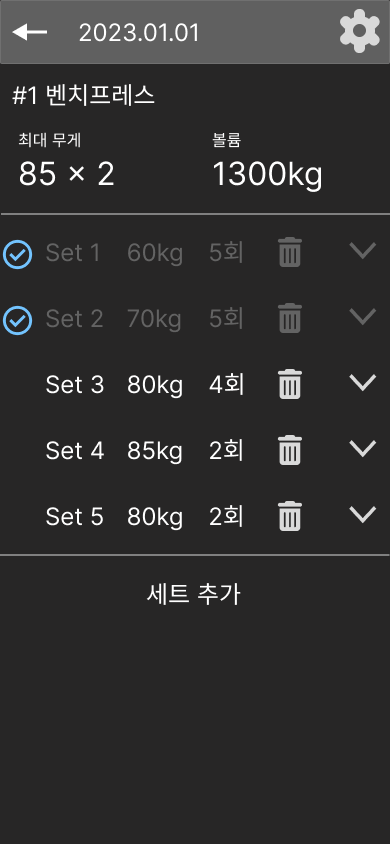 2023.01.01
#1 벤치프레스
최대 무게 볼륨
85 × 2 1300kg
Set 1 60kg 5회
Set 2 70kg 5회
Set 3 80kg 4회
Set 4 85kg 2회
Set 5 80kg 2회
세트 추가